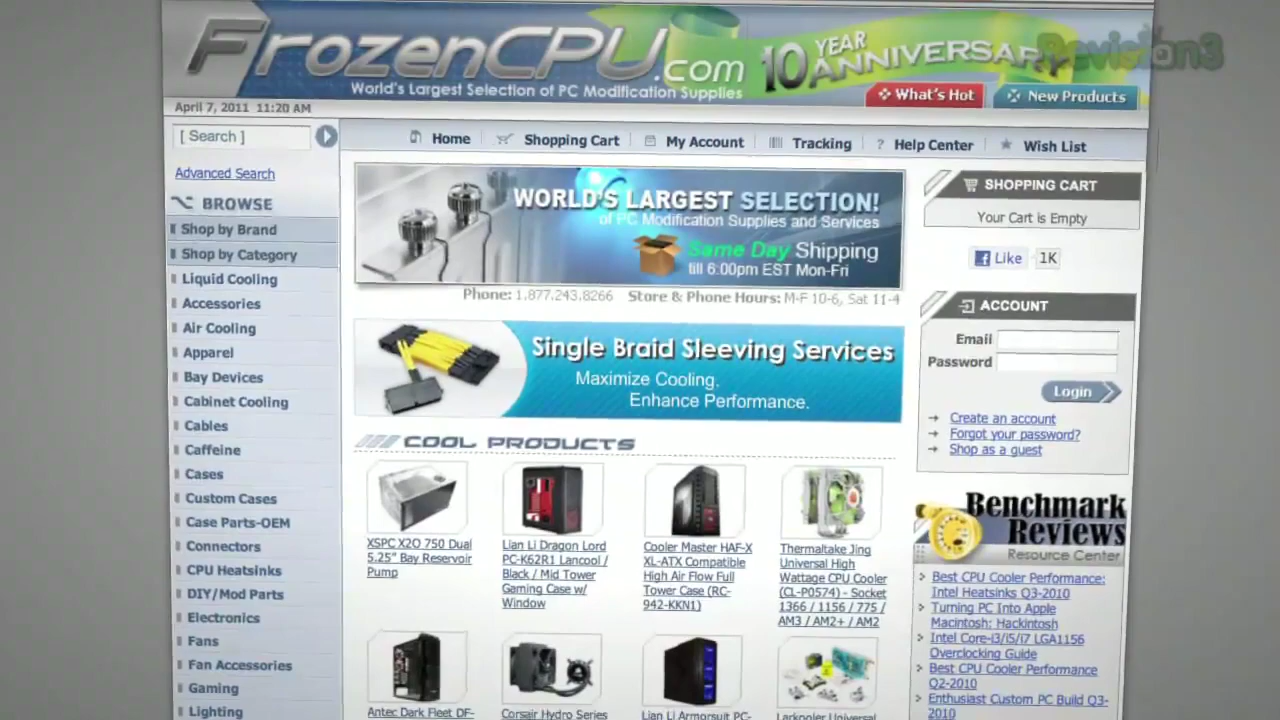 FrozenCPU.com
World's Largest Selection of PC Modification Supplies
10 YEAR ANNIVERSARY
Revision3
What's Hot
New Products
April 7, 2011 11:20 AM
[ Search ]
Home
Shopping Cart
My Account
Tracking
? Help Center
Wish List
Advanced Search
BROWSE
Shop by Brand
Shop by Category
Liquid Cooling
Accessories
Air Cooling
Apparel
Bay Devices
Cabinet Cooling
Cables
Caffeine
Cases
Custom Cases
Case Parts-OEM
Connectors
CPU Heatsinks
DIY/Mod Parts
Electronics
Fans
Fan Accessories
Gaming
Lighting
WORLD'S LARGEST SELECTION!
of PC Modification Supplies and Services
Same Day Shipping
till 6:00pm EST Mon-Fri
Phone: 1.877.243.8266 Store & Phone Hours: M-F 10-6, Sat 11-4
Single Braid Sleeving Services
Maximize Cooling.
Enhance Performance.
COOL PRODUCTS
XSPC X2O 750 Dual
5.25" Bay Reservoir
Pump
Lian Li Dragon Lord
PC-K62R1 Lancool /
Black / Mid Tower
Gaming Case w/
Window
Cooler Master HAF-X
XL-ATX Compatible
High Air Flow Full
Tower Case (RC-
942-KKN1)
Thermaltake Jing
Universal High
Wattage CPU Cooler
(CL-P0574) - Socket
1366 / 1156 / 775 /
AM3 / AM2+ / AM2
Antec Dark Fleet DF-
Corsair Hydro Series
Lian Li Armorsuit PC-
Larkooler Universal
SHOPPING CART
Your Cart is Empty
Like 1K
ACCOUNT
Email
Password
Login
Create an account
Forgot your password?
Shop as a guest
Benchmark
Reviews
Resource Center
Best CPU Cooler Performance:
Intel Heatsinks Q3-2010
Turning PC Into Apple
Macintosh: Hackintosh
Intel Core-i3/i5/i7 LGA1156
Overclocking Guide
Best CPU Cooler Performance
Q2-2010
Enthusiast Custom PC Build Q3-
2010